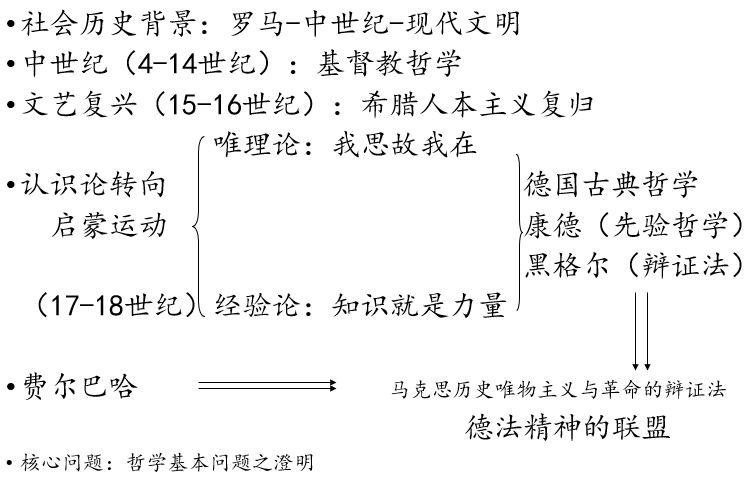 •社会历史背景：罗马-中世纪-现代文明
•中世纪（4-14世纪）：基督教哲学
•文艺复兴（15-16世纪）：希腊人本主义复归
唯理论：我思故我在
•认识论转向
德国古典哲学
启蒙运动
康德（先验哲学）
黑格尔（辩证法）
（17-18世纪）
经验论：知识就是力量
•费尔巴哈
马克思历史唯物主义与革命的辩证法
德法精神的联盟
•核心问题：哲学基本问题之澄明